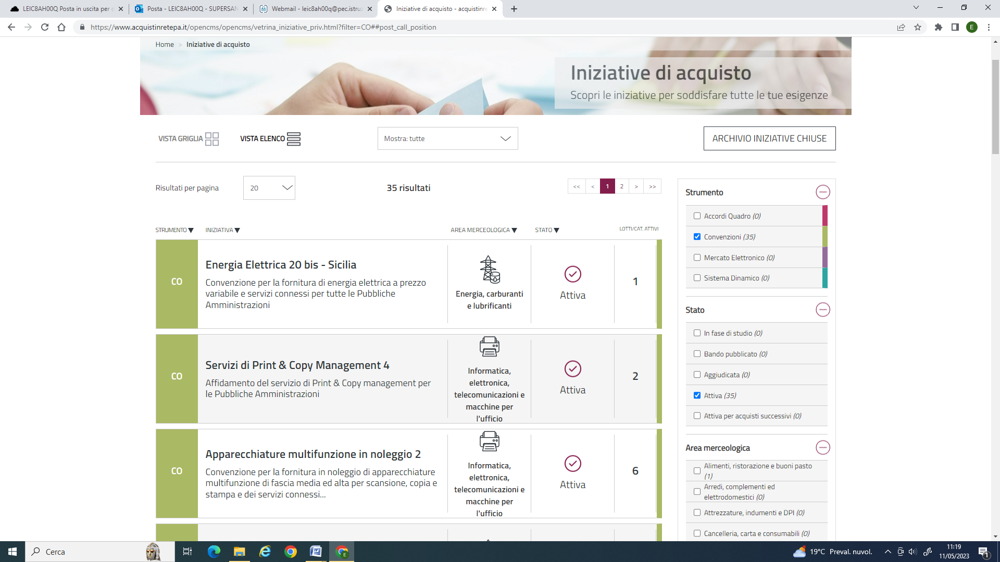 LEIC8AH00Q Posta in uscita per c
Posta - LEIC8AH00Q - SUPERSAN
Webmail - leic8ah00q@pec.istruz
Iniziative di acquisto - acquistinre
https://www.acquistinretepa.it/opencms/opencms/vetrina_iniziative_priv.html?filter=CO##post_call_position
E
Home > Iniziative di acquisto
Iniziative di acquisto
Scopri le iniziative per soddisfare tutte le tue esigenze
VISTA GRIGLIA
VISTA ELENCO
Mostra: tutte
ARCHIVIO INIZIATIVE CHIUSE
Risultati per pagina
20
35 risultati
<< < 1 2 > >>
STRUMENTO
INIZIATIVA
AREA MERCEOLOGICA
STATO
LOTTI/CAT. ATTIVI
CO
Energia Elettrica 20 bis - Sicilia
Convenzione per la fornitura di energia elettrica a prezzo
variabile e servizi connessi per tutte le Pubbliche
Amministrazioni
Energia, carburanti
e lubrificanti
Attiva
1
CO
Servizi di Print & Copy Management 4
Affidamento del servizio di Print & Copy management per
le Pubbliche Amministrazioni
Informatica,
elettronica,
telecomunicazioni e
macchine per
l'ufficio
Attiva
2
CO
Apparecchiature multifunzione in noleggio 2
Convenzione per la fornitura in noleggio di apparecchiature
multifunzione di fascia media ed alta per scansione, copia e
stampa e dei servizi connessi...
Informatica,
elettronica,
telecomunicazioni e
macchine per
l'ufficio
Attiva
6
Strumento
Accordi Quadro (0)
Convenzioni (35)
Mercato Elettronico (0)
Sistema Dinamico (0)
Stato
In fase di studio (0)
Bando pubblicato (0)
Aggiudicata (0)
Attiva (35)
Attiva per acquisti successivi (0)
Area merceologica
Alimenti, ristorazione e buoni pasto
(1)
Arredi, complementi ed
elettrodomestici (0)
Attrezzature, indumenti e DPI (0)
Cancelleria, carta e consumabili (0)
Cerca
E
19°C Preval. nuvol.
11:19
11/05/2023
1